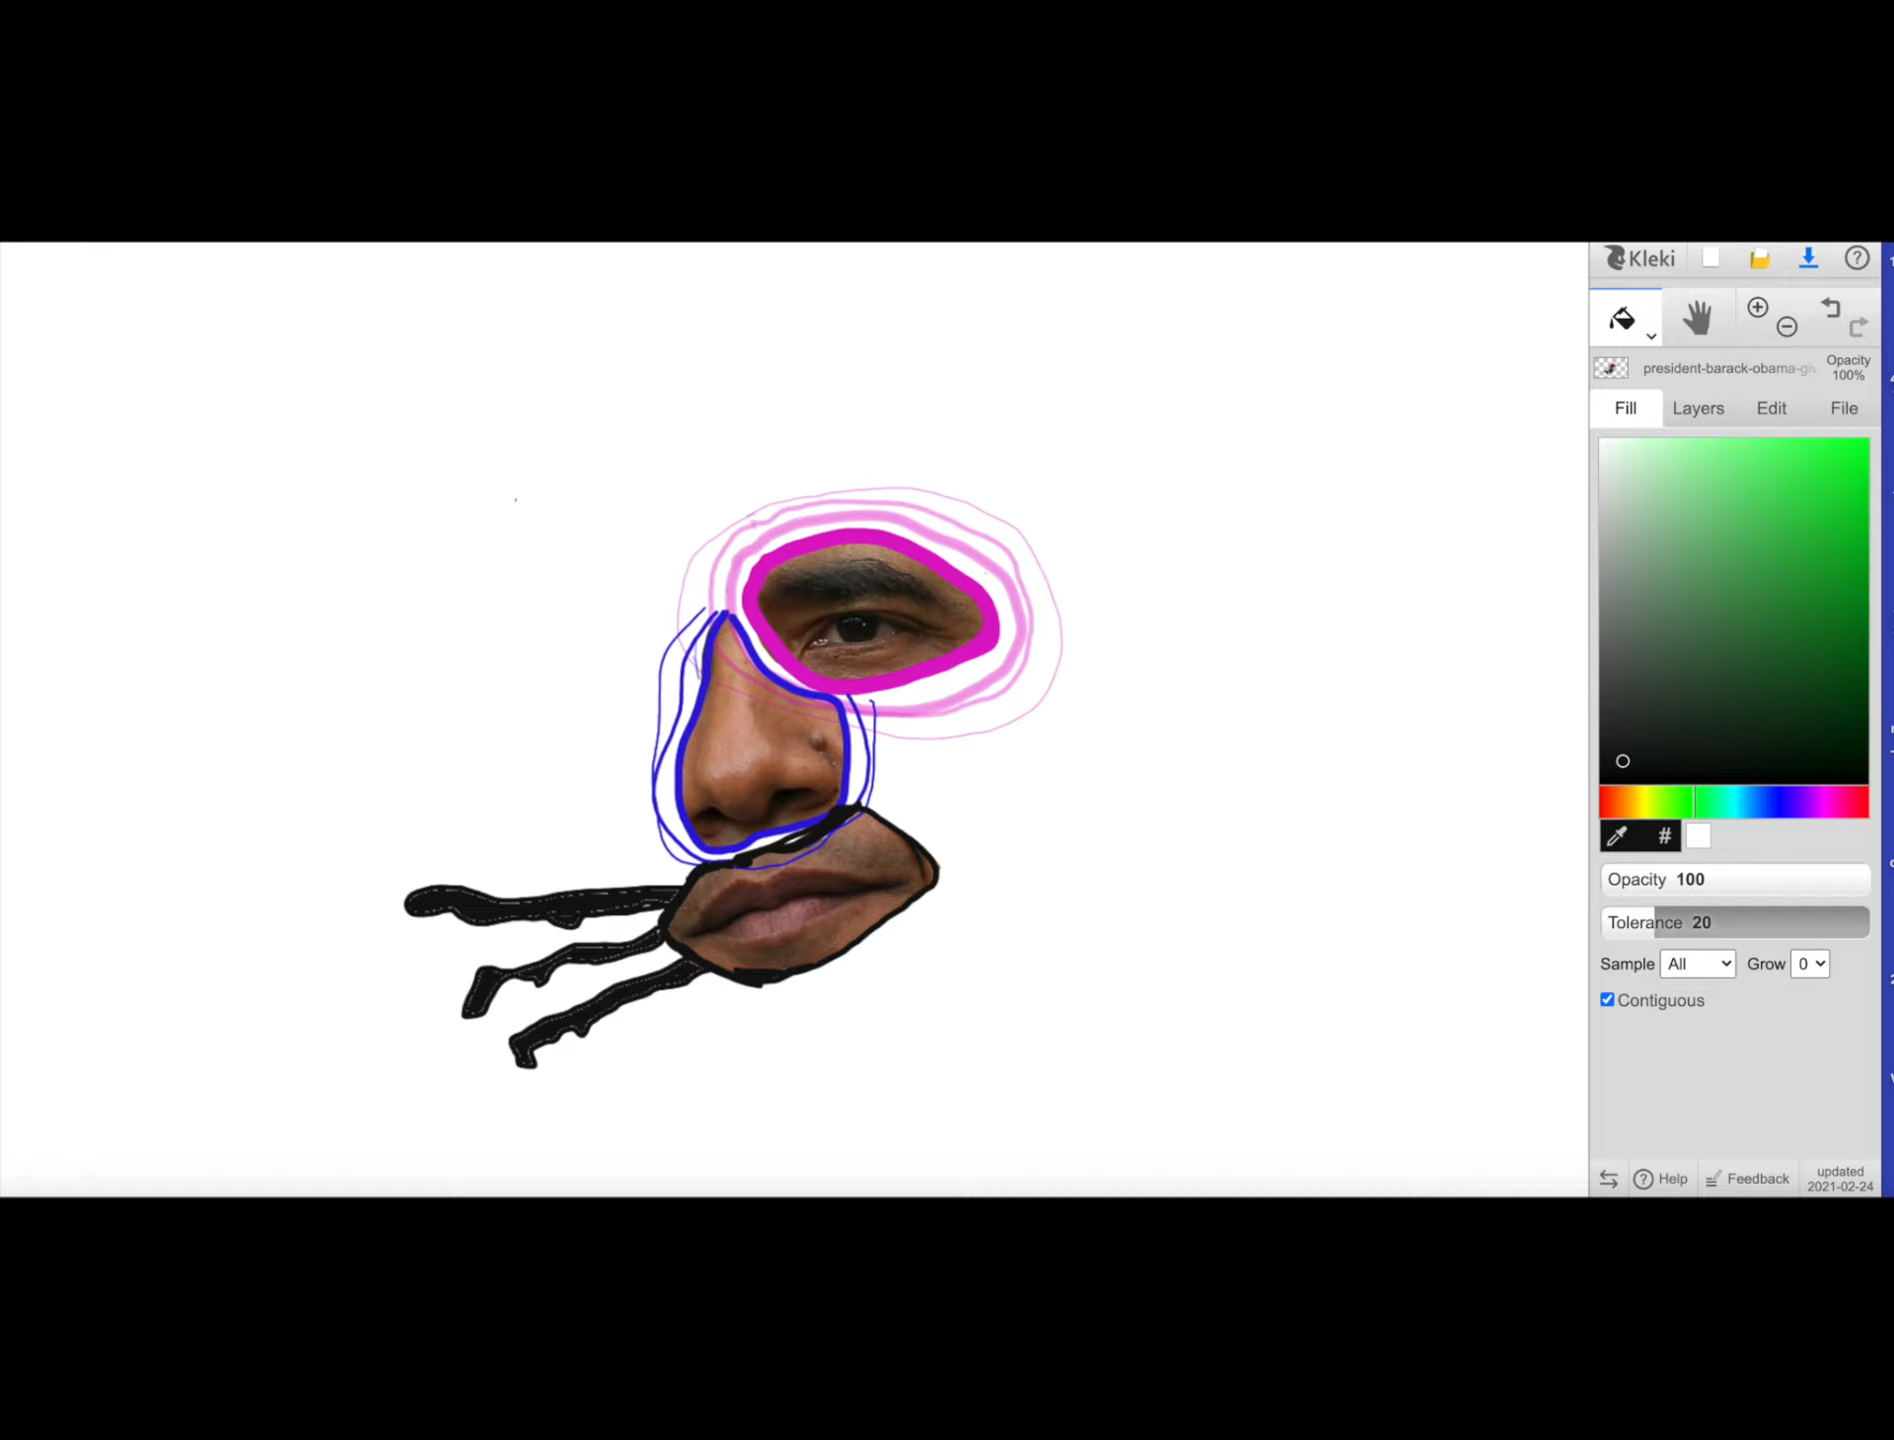 Kleki
president-barack-obama-giv
Opacity
100%
Fill Layers Edit File
#
Opacity 100
Tolerance 20
Sample All Grow 0
Contiguous
Help Feedback updated
2021-02-24